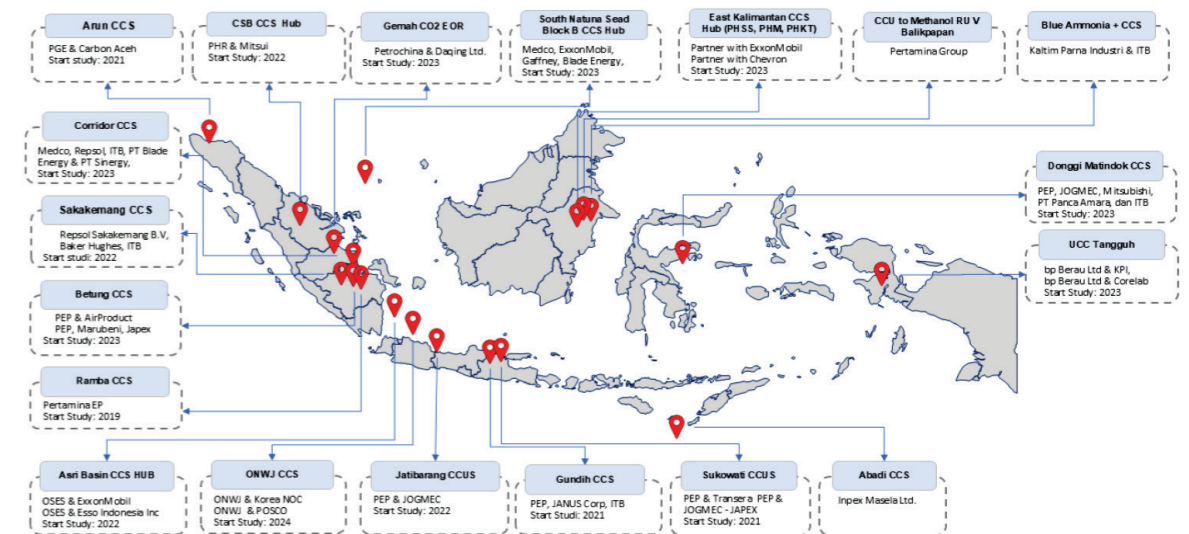 Arun CCS
PGE & Carbon Aceh
Start study: 2021
CSB CCS Hub
PHR & Mitsui
Start study: 2022
Gemah CO2 EOR
Petrochina & Daqing Ltd.
Start study: 2023
South Natuna Sead
Block B CCS Hub
Medco, ExxonMobil,
Gaffney, Blade Energy,
Start study: 2023
East Kalimantan CCS
Hub (PHSS, PHM, PHKT)
Partner with ExxonMobil
Partner with Chevron
Start Study: 2023
CCU to Methanol RU V
Balikpapan
Pertamina Group
Blue Ammonia + CCS
Kaltim Parna Industri & ITB
Corridor CCS
Medco, Repsol, ITB, PT Blade
Energy & PT Sinergy,
Start Study: 2023
Sakakemang CCS
Repsol Sakakemang B.V,
Baker Hughes, ITB
Start studi: 2022
Betung CCS
PEP & AirProduct
PEP, Marubeni, Japex
Start Study: 2023
Ramba CCS
Pertamina EP
Start Study: 2019
Donggi Matindok CCS
PEP, JOGMEC, Mitsubishi,
PT Panca Amara, dan ITB
Start Study: 2023
UCC Tangguh
bp Berau Ltd & KPI,
bp Berau Ltd & Corelab
Start Study: 2023
Asri Basin CCS HUB
OSES & ExxonMobil
OSES & Esso Indonesia Inc
Start Study: 2022
ONWJ CCS
ONWJ & Korea NOC
ONWJ & POSCO
Start Study: 2024
Jatibarang CCUS
PEP & JOGMEC
Start Study: 2022
Gundih CCS
PEP, JANUS Corp, ITB
Start Studi: 2021
Sukowati CCUS
PEP & Transera PEP &
JOGMEC - JAPEX
Start Study: 2021
Abadi CCS
Inpex Masela Ltd.